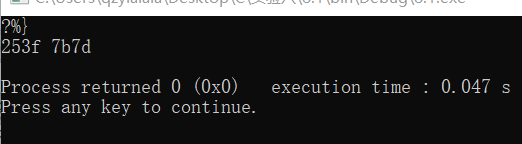 ?%}
253f 7b7d

Process returned 0 (0x0)   execution time : 0.047 s
Press any key to continue.